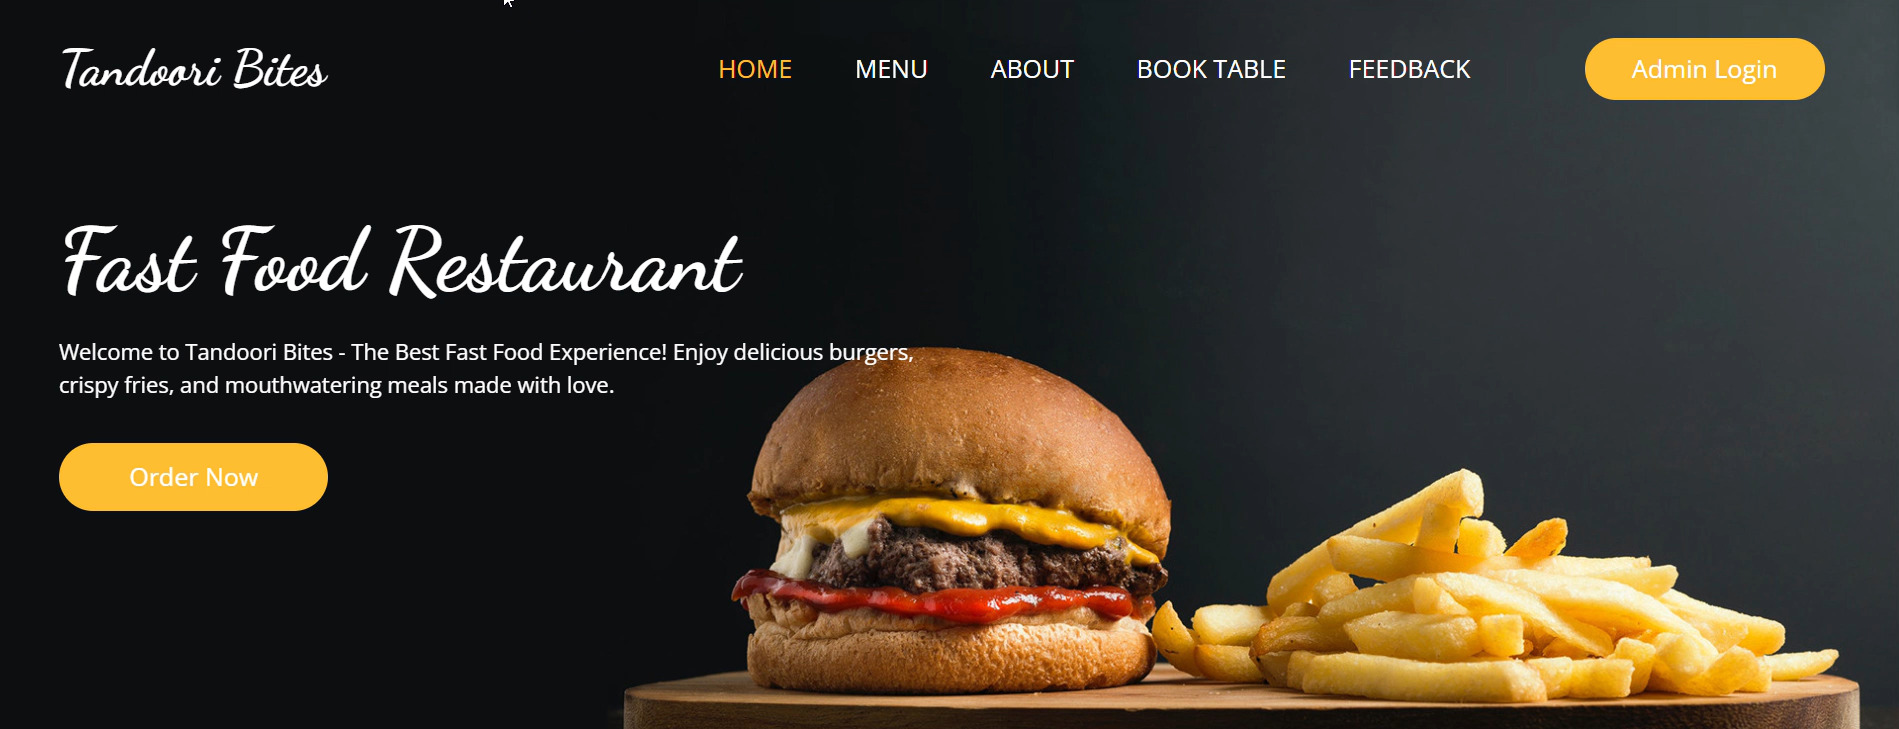 Tandoori Bites
HOME
MENU
ABOUT
BOOK TABLE
FEEDBACK
Admin Login
Fast Food Restaurant
Welcome to Tandoori Bites - The Best Fast Food Experience! Enjoy delicious burgers,
crispy fries, and mouthwatering meals made with love.
Order Now